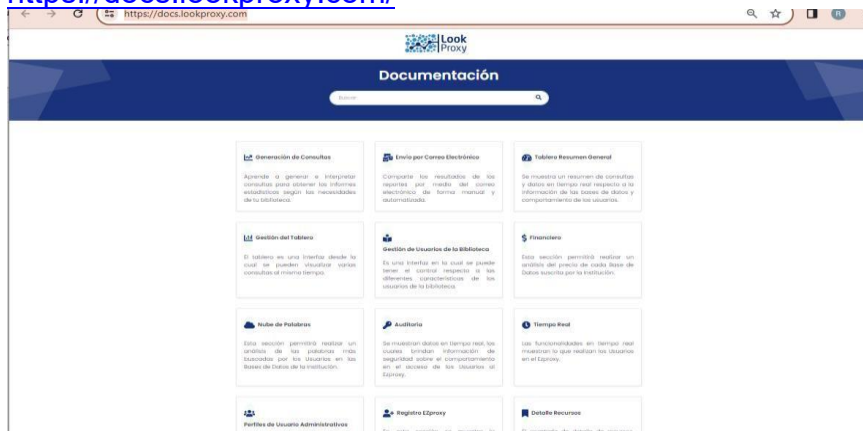 https://docs.lookproxy.com/
https://docs.lookproxy.com
R
Look
Proxy
Documentación
Buscar
Generación de Consultas
Aprende a generar e interpretar
consultas para obtener los informes
estadísticos según las necesidades
de tu biblioteca.
Envío por Correo Electrónico
Comparte los resultados de los
reportes por medio del correo
electrónico de forma manual y
automatizada.
Tablero Resumen General
Se muestra un resumen de consultas
y datos en tiempo real respecto a la
información de las bases de datos y
comportamiento de los usuarios.
Gestión del Tablero
El tablero es una interfaz desde la
cual se pueden visualizar varias
consultas al mismo tiempo.
Gestión de Usuarios de la Biblioteca
Es una interfaz en la cual se puede
tener el control respecto a las
diferentes características de los
usuarios de la biblioteca.
Financiero
Esta sección permitirá realizar un
análisis del precio de cada Base de
Datos suscrita por la Institución.
Nube de Palabras
Esta sección permitirá realizar un
análisis de las palabras más
buscadas por los Usuarios en las
Bases de Datos de la Institución.
Auditoría
Se muestran datos en tiempo real, los
cuales brindan información de
seguridad sobre el comportamiento
en el acceso de los Usuarios al
Ezproxy.
Tiempo Real
Las funcionalidades en tiempo real
muestran lo que realizan los Usuarios
en el Ezproxy.
Perfiles de Usuario Administrativos
Registro EZproxy
Detalle Recursos